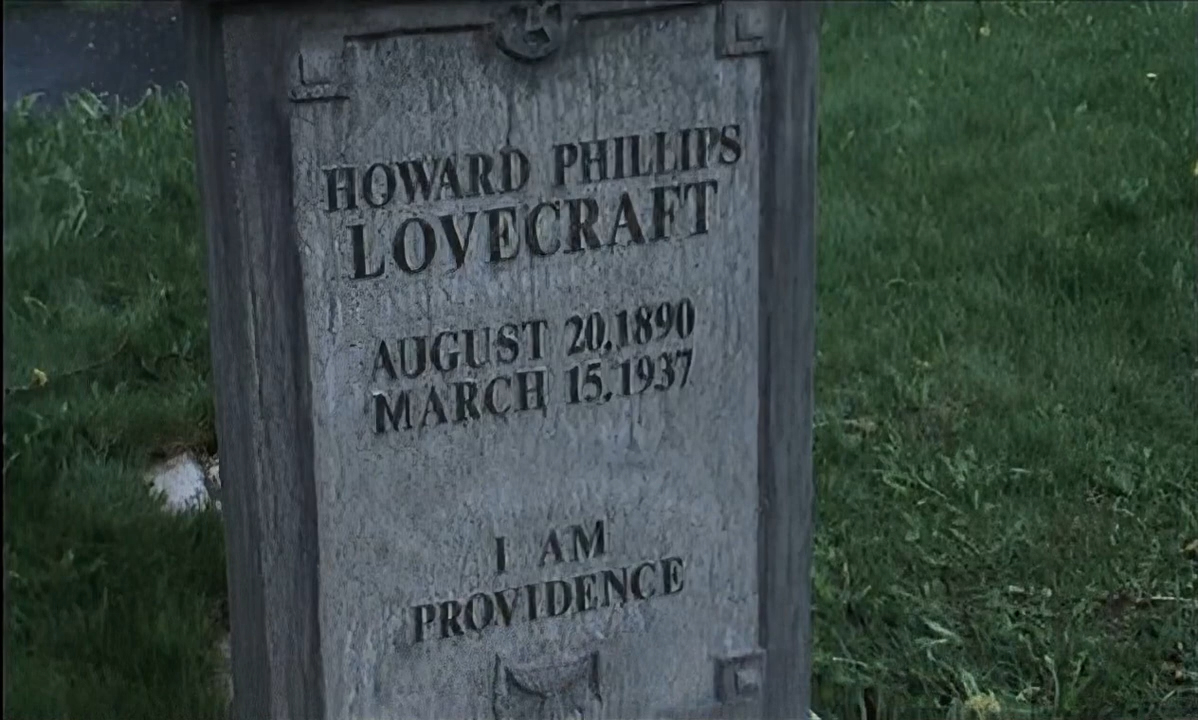 HOWARD PHILLIPS
LOVECRAFT
AUGUST 20,1890
MARCH 15,1937
I AM
PROVIDENCE